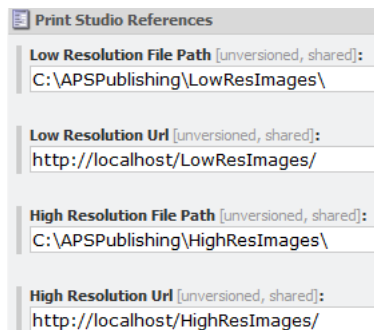 Print Studio References
Low Resolution File Path [unversioned, shared]:
C:\APSPublishing\LowResImages\
Low Resolution Url [unversioned, shared]:
http://localhost/LowResImages/
High Resolution File Path [unversioned, shared]:
C:\APSPublishing\HighResImages\
High Resolution Url [unversioned, shared]:
http://localhost/HighResImages/